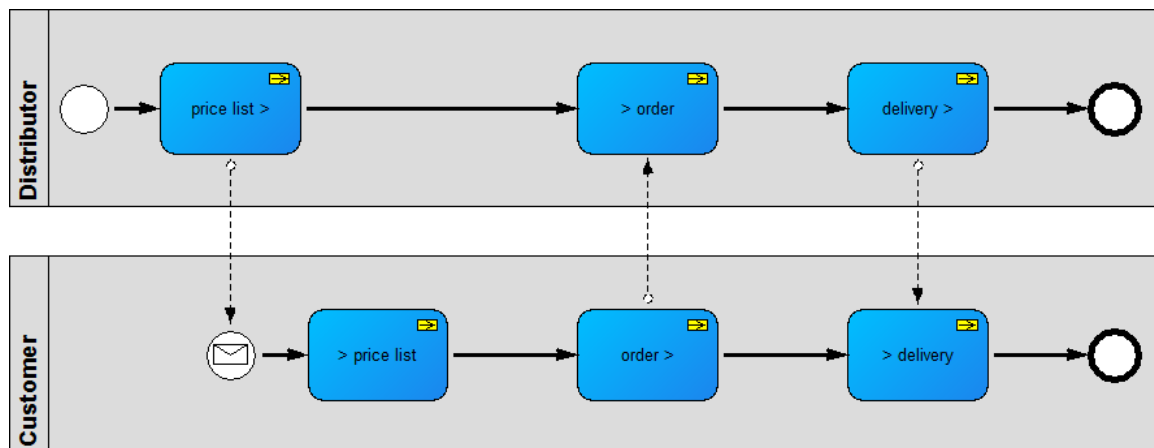 Distributor
price list >
> order
delivery >
Customer
> price list
order >
> delivery